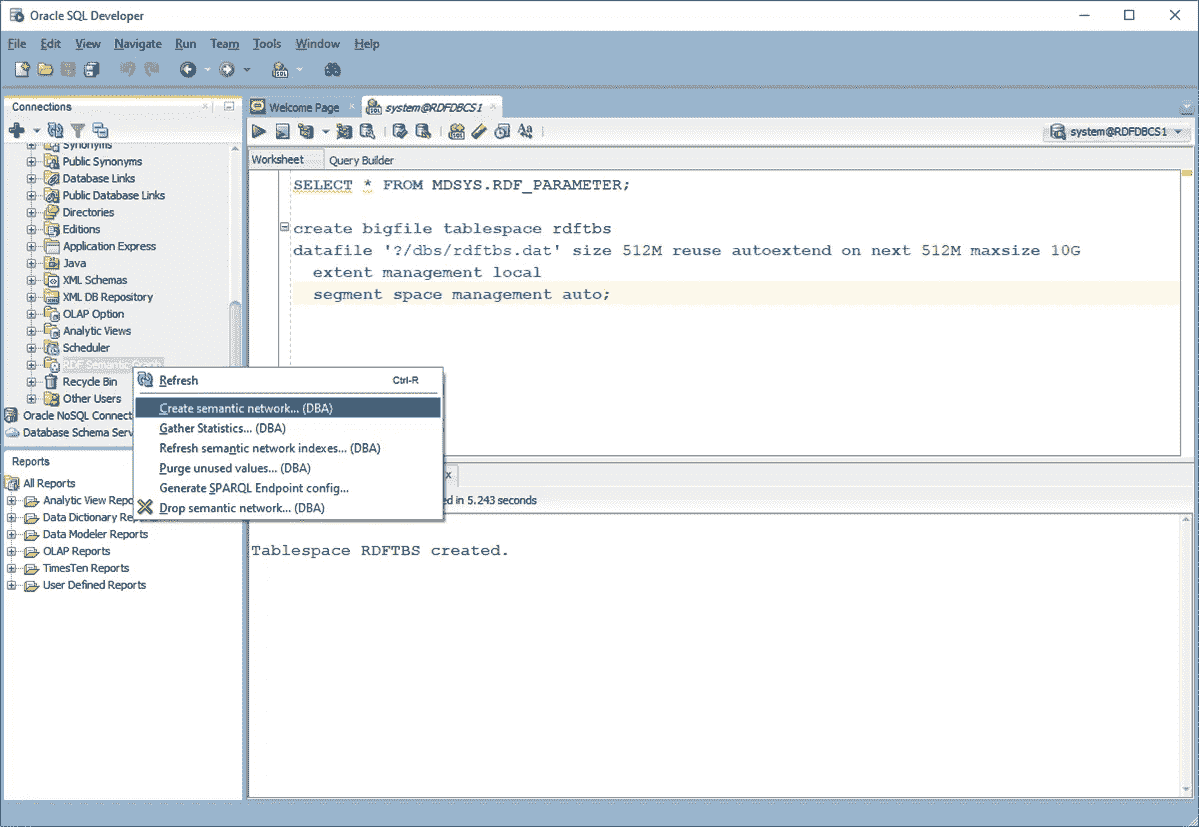 Oracle SQL Developer
File Edit View Navigate Run Team Tools Window Help
Connections
Synonyms
Public Synonyms
Database Links
Public Database Links
Directories
Editions
Application Express
Java
XML Schemas
XML DB Repository
OLAP Option
Analytic Views
Scheduler
RDF Semantic Graph
Recycle Bin
Other Users
Oracle NoSQL Connect
Database Schema Serv
Reports
All Reports
Analytic View Repo
Data Dictionary Repo
Data Modeler Reports
OLAP Reports
TimesTen Reports
User Defined Reports
Refresh Ctrl-R
Create semantic network... (DBA)
Gather Statistics... (DBA)
Refresh semantic network indexes... (DBA)
Purge unused values... (DBA)
Generate SPARQL Endpoint config...
Drop semantic network... (DBA)
Welcome Page
system@RDFDBCS1
system@RDFDBCS1
Worksheet Query Builder
SELECT * FROM MDSYS.RDF_PARAMETER;
create bigfile tablespace rdftbs
datafile '?/dbs/rdftbs.dat' size 512M reuse autoextend on next 512M maxsize 10G
extent management local
segment space management auto;
ed in 5.243 seconds
Tablespace RDFTBS created.